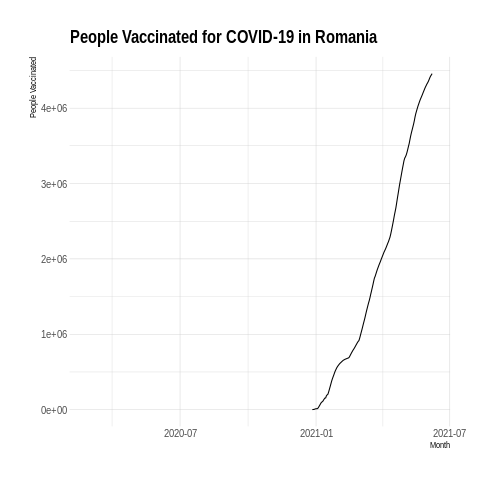 People Vaccinated for COVID-19 in Romania
People Vaccinated
4e+06
3e+06
2e+06
1e+06
0e+00
2020-07
2021-01
2021-07
Month